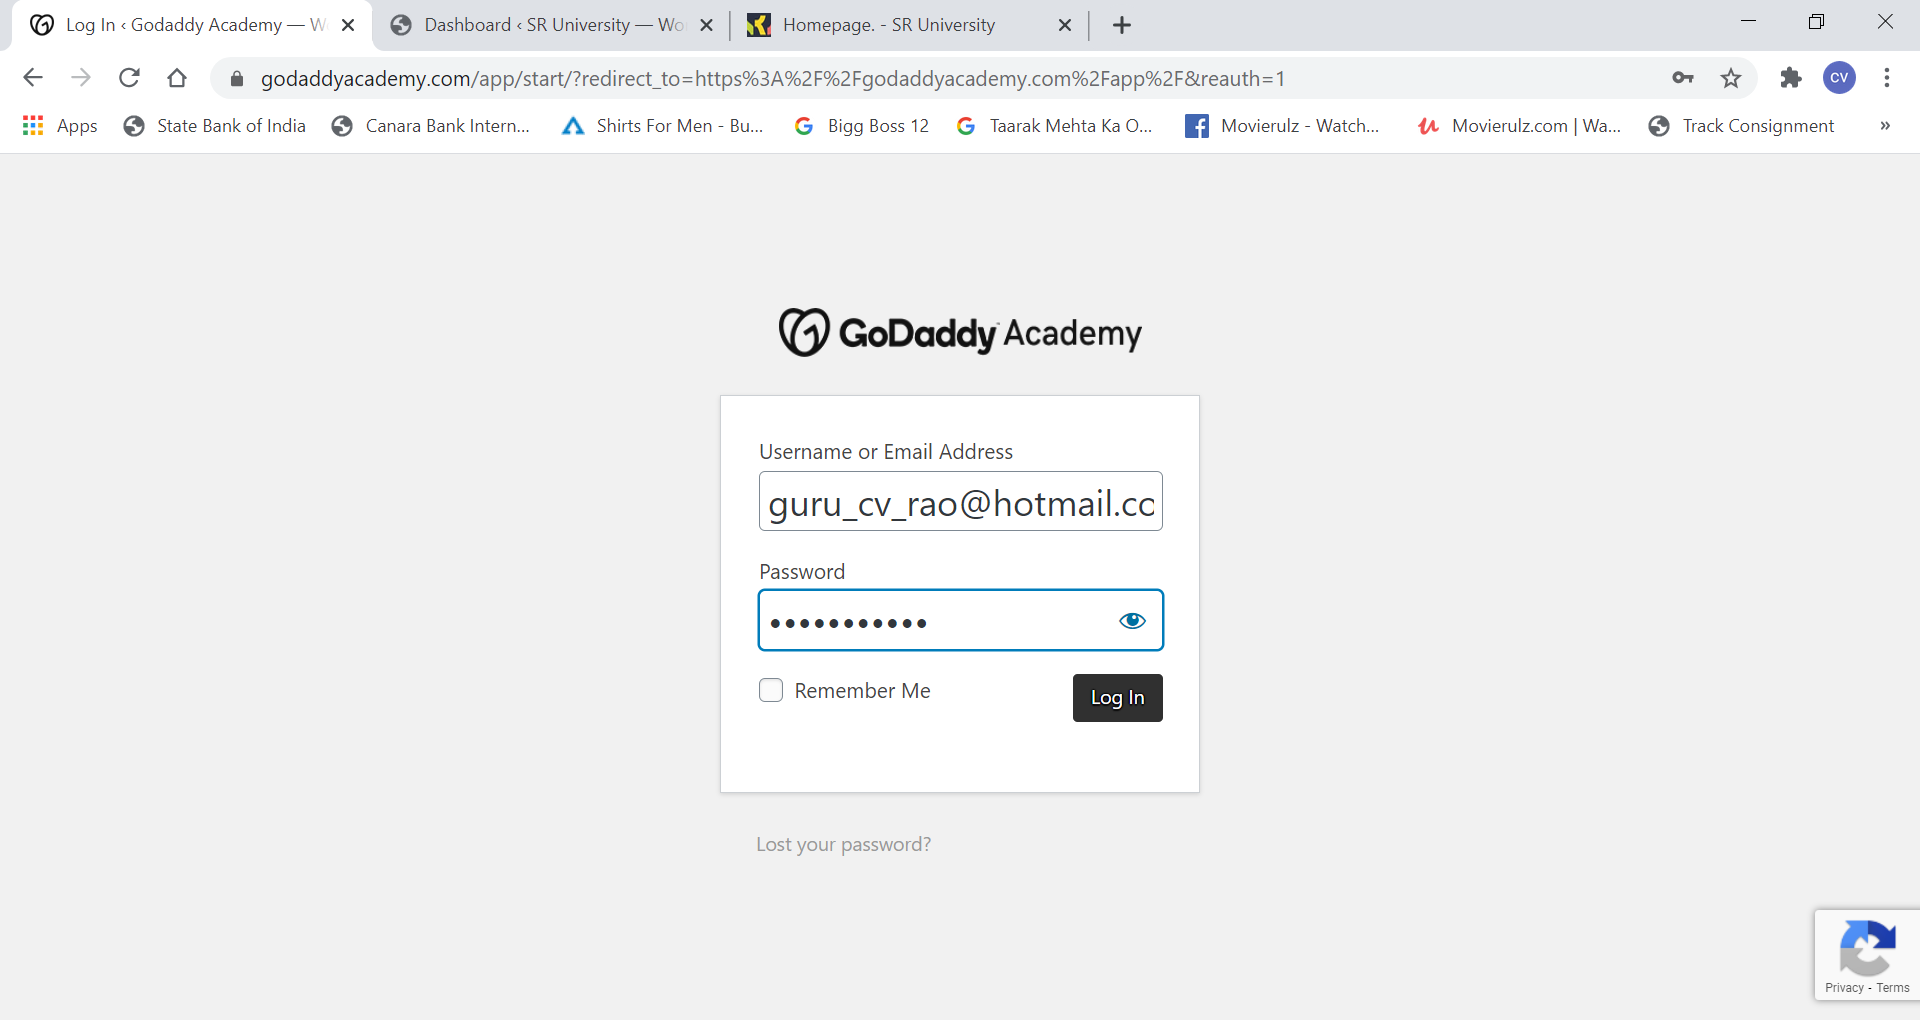 Log In ‹ Godaddy Academy — W
Dashboard ‹ SR University — Wo
Homepage. - SR University
godaddyacademy.com/app/start/?redirect_to=https%3A%2F%2Fgodaddyacademy.com%2Fapp%2F&reauth=1
CV
Apps
State Bank of India
Canara Bank Intern...
Shirts For Men - Bu...
Bigg Boss 12
Taarak Mehta Ka O...
Movierulz - Watch...
Movierulz.com | Wa...
Track Consignment
»
GoDaddy Academy
Username or Email Address
guru_cv_rao@hotmail.co
Password
•••••••••••
Remember Me
Log In
Lost your password?
Privacy - Terms